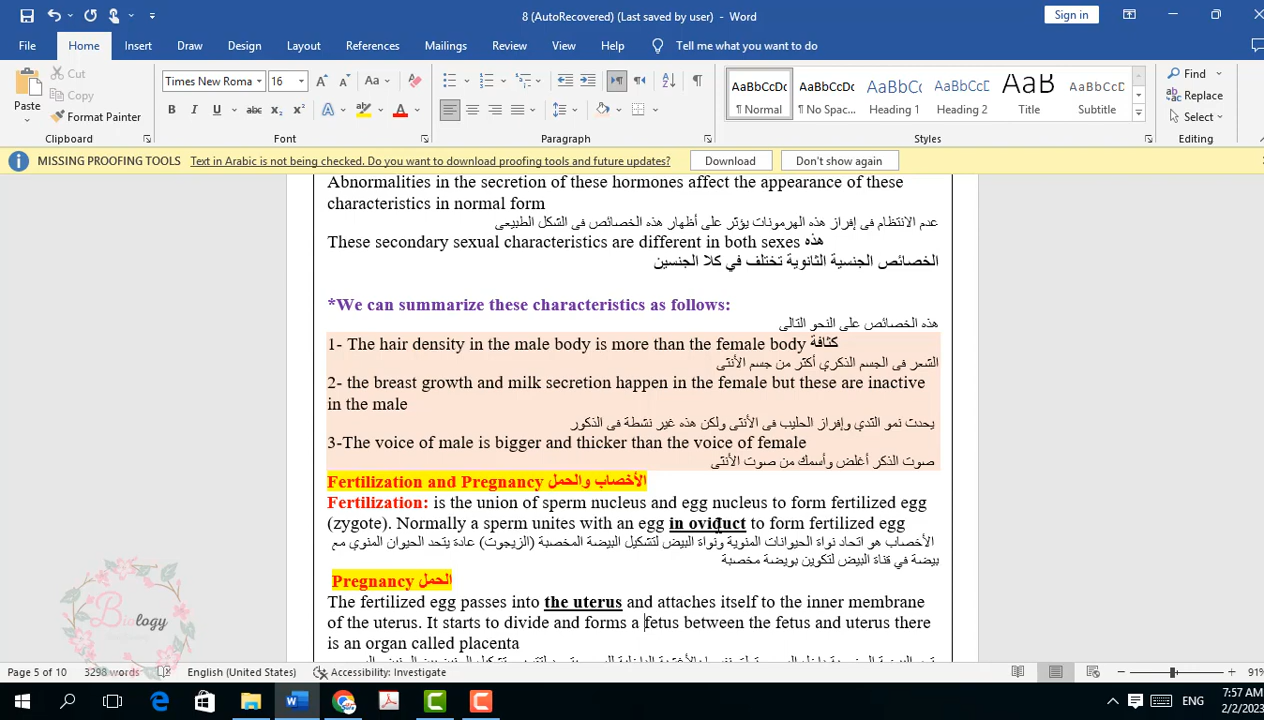 8 (AutoRecovered) (Last saved by user) - Word
Sign in
File Home Insert Draw Design Layout References Mailings Review View Help Tell me what you want to do
Paste
Cut
Copy
Format Painter
Clipboard
Times New Roma 16
Font
Paragraph
AaBbCcDc AaBbCcDc AaBbCc AaBbCcD AaB AaBbCcD
¶ Normal ¶ No Spac... Heading 1 Heading 2 Title Subtitle
Styles
Find
Replace
Select
Editing
MISSING PROOFING TOOLS Text in Arabic is not being checked. Do you want to download proofing tools and future updates? Download Don't show again
Abnormalities in the secretion of these hormones affect the appearance of these
characteristics in normal form
عدم الانتظام فى إفراز هذه الهرمونات يؤثر على أظهار هذه الخصائص فى الشكل الطبيعى
These secondary sexual characteristics are different in both sexes هذه
الخصائص الجنسية الثانوية تختلف في كلا الجنسين
*We can summarize these characteristics as follows:
هذه الخصائص على النحو التالى
1- The hair density in the male body is more than the female body كثافة
الشعر فى الجسم الذكري أكثر من جسم الأنثى
2- the breast growth and milk secretion happen in the female but these are inactive
in the male
يحدث نمو الثدي وإفراز الحليب فى الأنثى ولكن هذه غير نشطة فى الذكور
3-The voice of male is bigger and thicker than the voice of female
صوت الذكر أغلض وأسمك من صوت الأنثى
Fertilization and Pregnancy الأخصاب والحمل
Fertilization: is the union of sperm nucleus and egg nucleus to form fertilized egg
(zygote). Normally a sperm unites with an egg in oviduct to form fertilized egg
الأخصاب هو اتحاد نواة الحيوانات المنوية ونواة البيض لتشكيل البيضة المخصبة (الزيجوت) عادة يتحد الحيوان المنوي مع
بيضة في قناة البيض لتكوين بويضة مخصبة
Pregnancy الحمل
The fertilized egg passes into the uterus and attaches itself to the inner membrane
of the uterus. It starts to divide and forms a fetus between the fetus and uterus there
is an organ called placenta
Biology
Page 5 of 10 3298 words English (United States) Accessibility: Investigate 91%
ENG
7:57 AM
2/2/2023